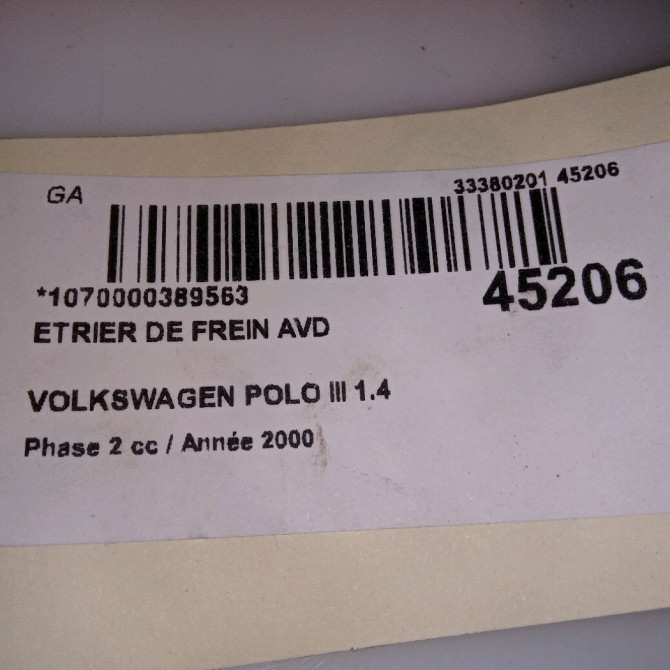 GA
33380201 45206
*1070000389563
45206
ETRIER DE FREIN AVD
VOLKSWAGEN POLO III 1.4
Phase 2 cc / Année 2000